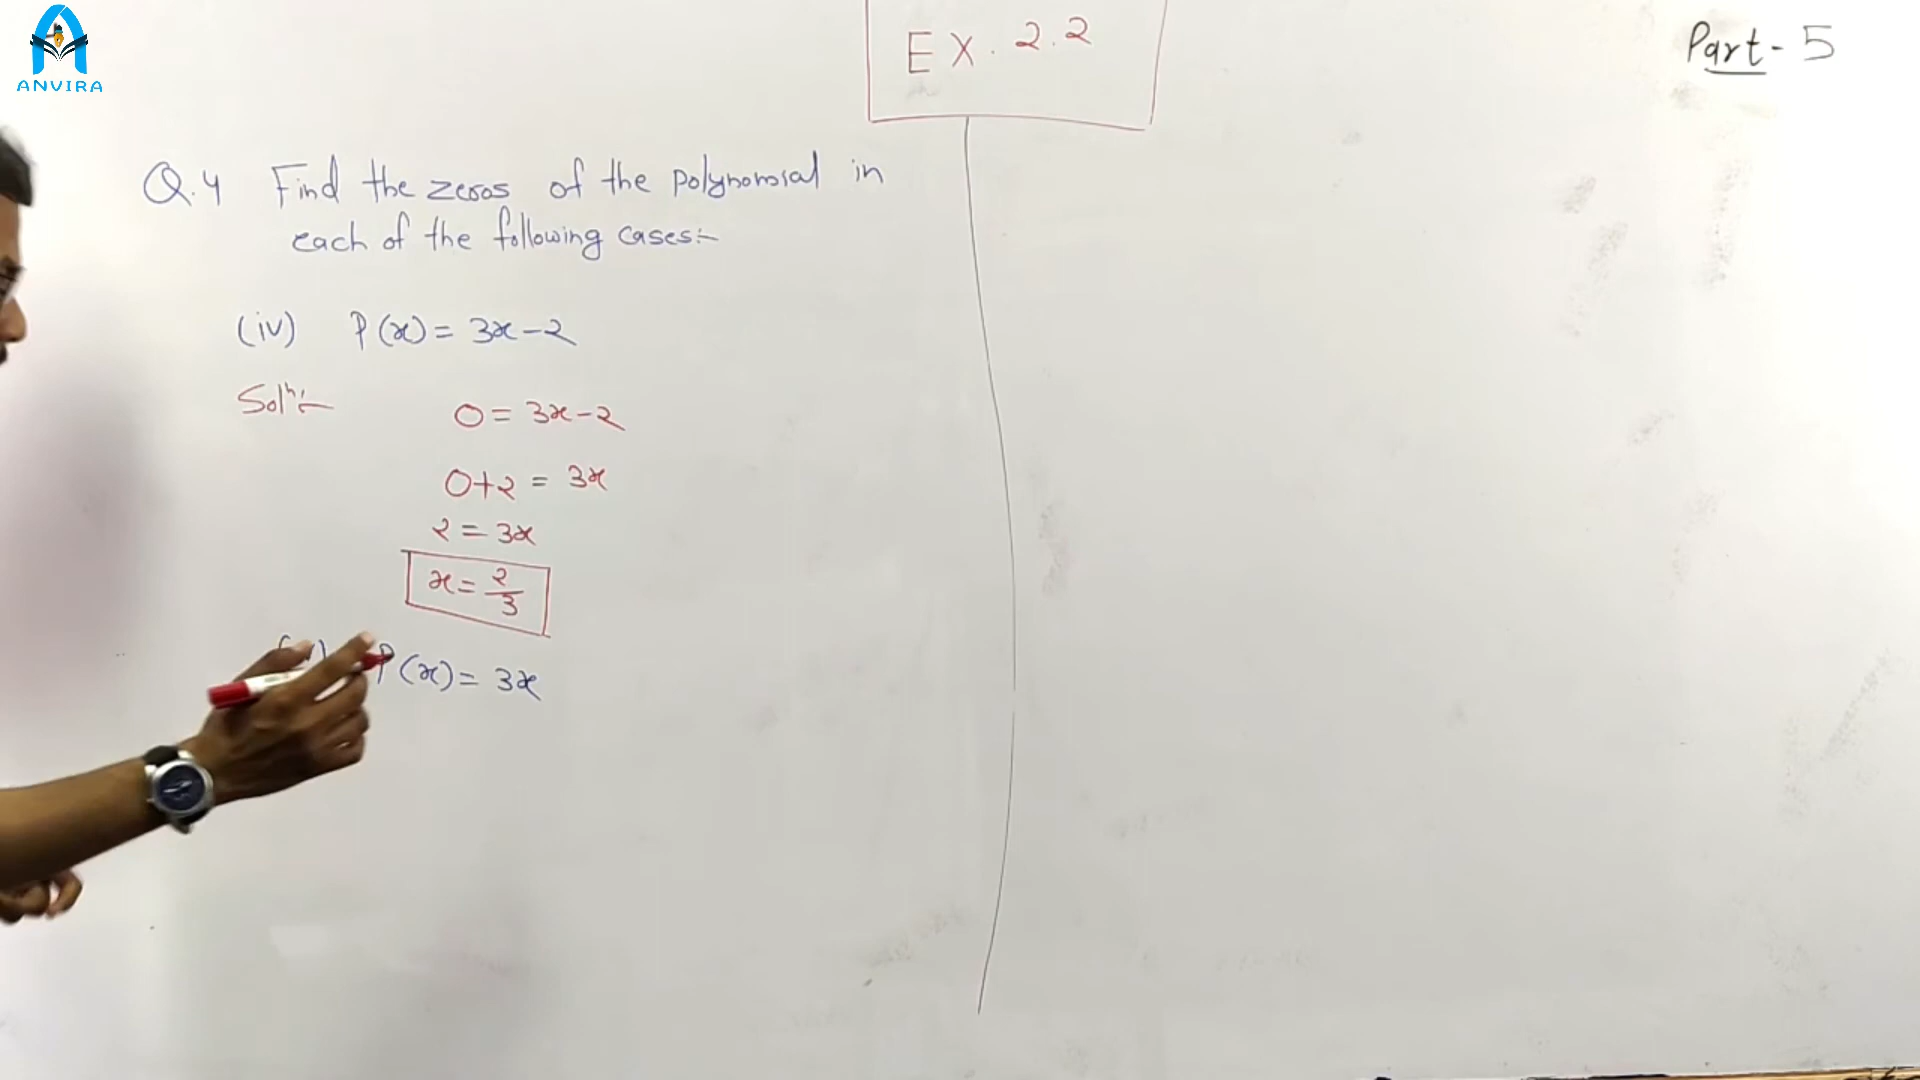 ANVIRA
EX. 2.2
Part - 5
Q.4 Find the zeros of the polynomial in
each of the following cases:-
(iv) P(x) = 3x-2
Solⁿ:-
0 = 3x-2
0+2 = 3x
2 = 3x
x = 2/3
(v) P(x) = 3x